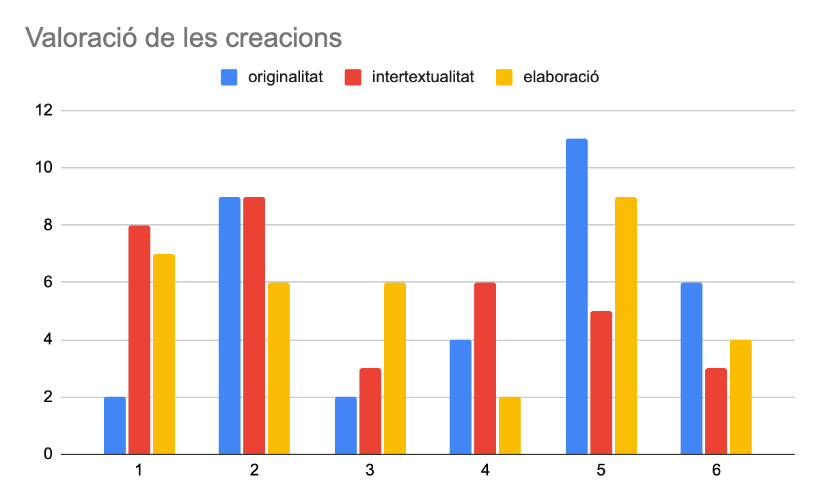 Valoració de les creacions
originalitat intertextualitat elaboració
12
10
8
6
4
2
0
1 2 3 4 5 6